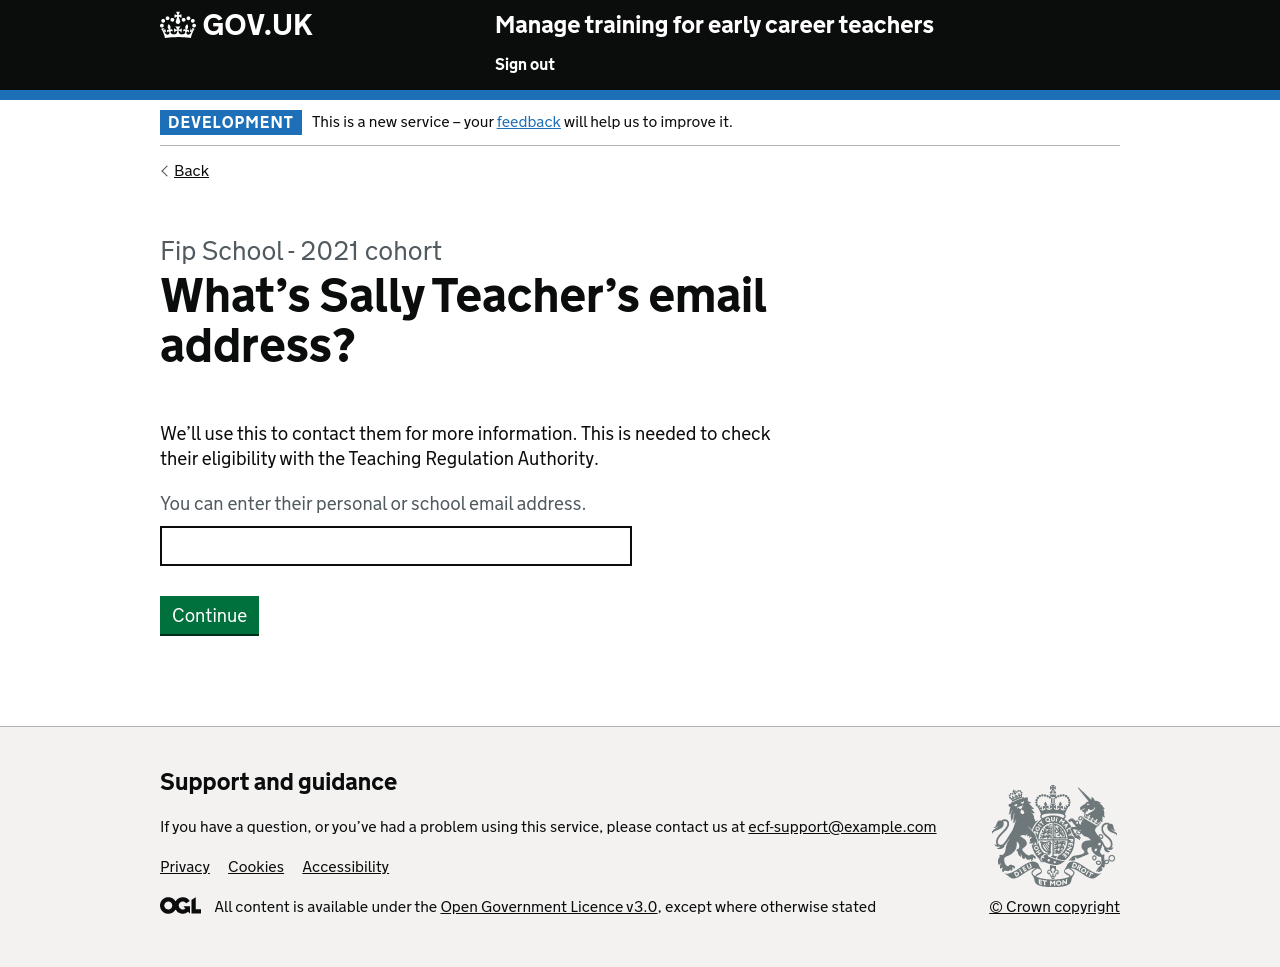 GOV.UK
Manage training for early career teachers
Sign out
DEVELOPMENT
This is a new service – your feedback will help us to improve it.
Back
Fip School - 2021 cohort
What’s Sally Teacher’s email
address?
We’ll use this to contact them for more information. This is needed to check
their eligibility with the Teaching Regulation Authority.
You can enter their personal or school email address.
Continue
Support and guidance
If you have a question, or you’ve had a problem using this service, please contact us at ecf-support@example.com
Privacy
Cookies
Accessibility
OGL
All content is available under the Open Government Licence v3.0, except where otherwise stated
© Crown copyright